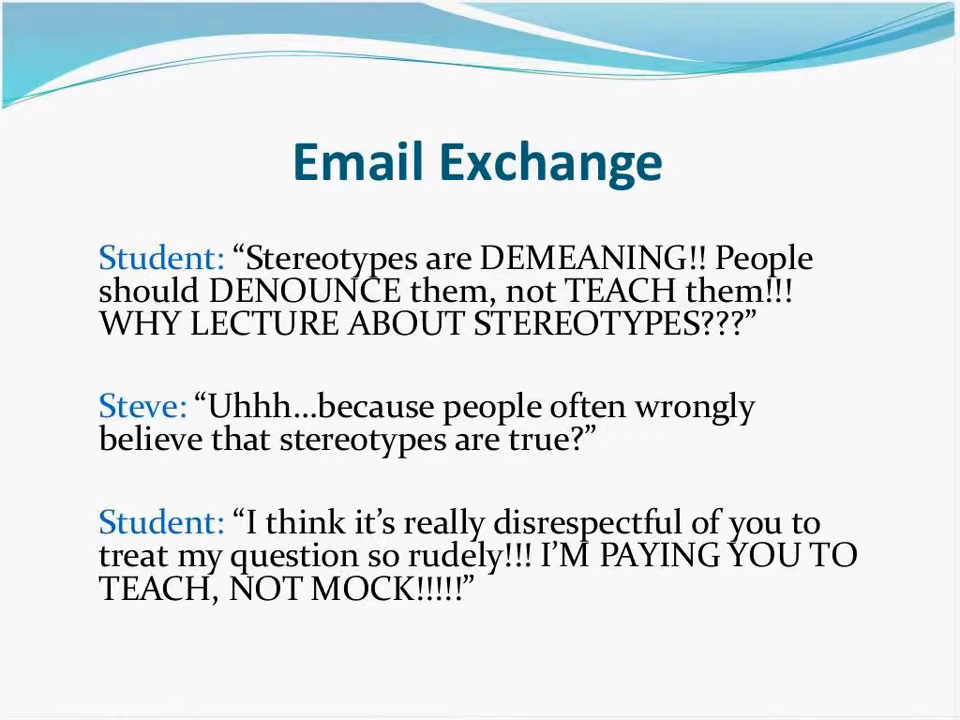 Email Exchange
Student: “Stereotypes are DEMEANING!! People
should DENOUNCE them, not TEACH them!!!
WHY LECTURE ABOUT STEREOTYPES???”
Steve: “Uhhh…because people often wrongly
believe that stereotypes are true?”
Student: “I think it’s really disrespectful of you to
treat my question so rudely!!! I’M PAYING YOU TO
TEACH, NOT MOCK!!!!!”